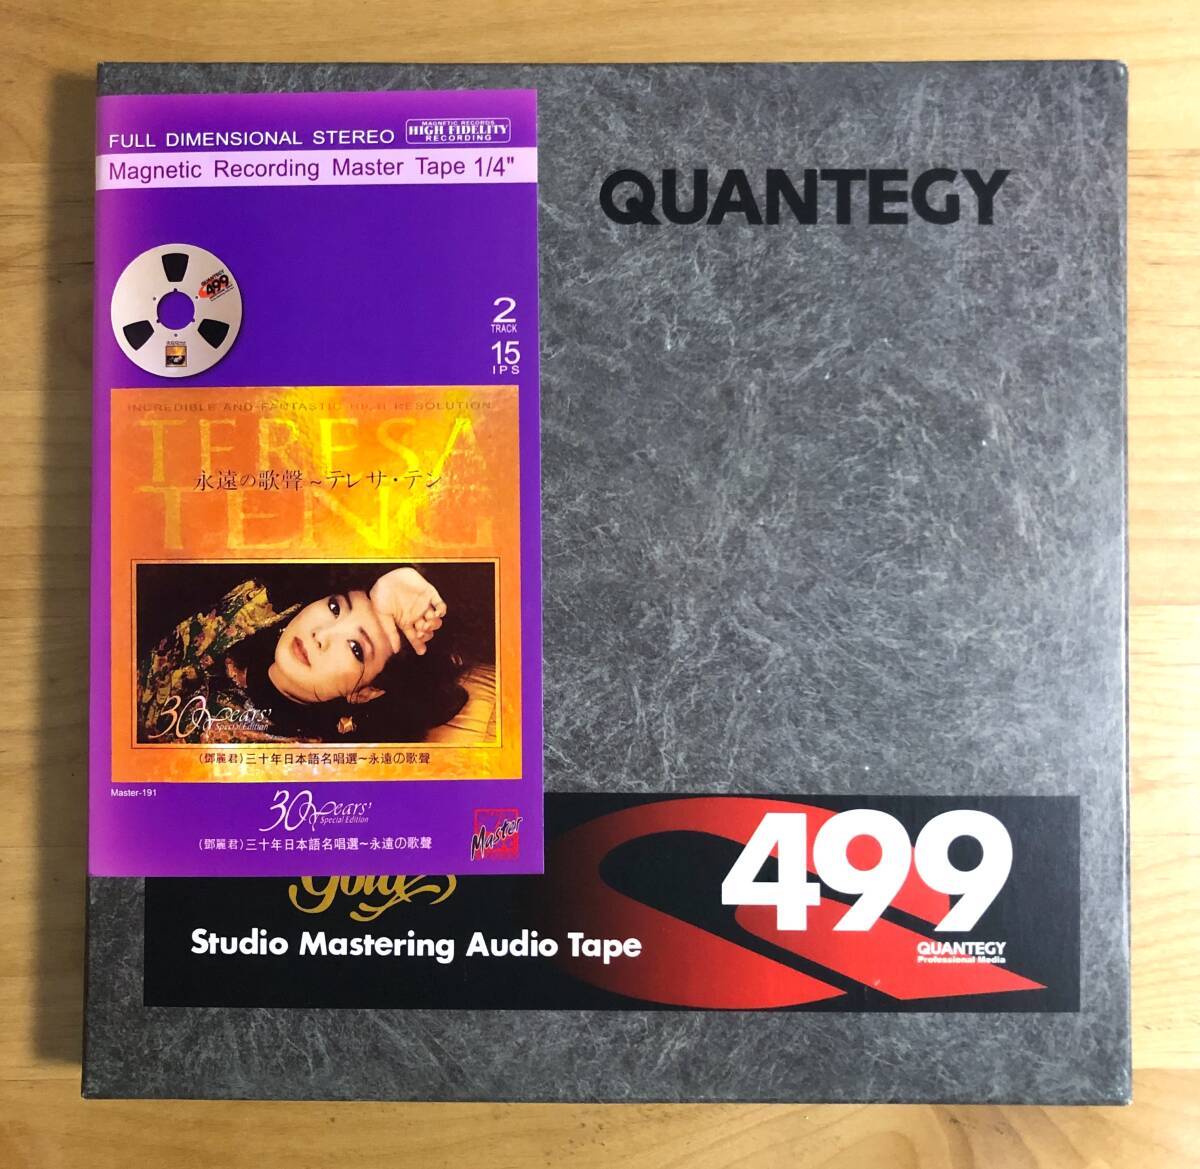 FULL DIMENSIONAL STEREO
MAGNETIC RECORDS
HIGH FIDELITY
RECORDING
Magnetic Recording Master Tape 1/4"
QUANTEGY
QUANTEGY
499
2
TRACK
15
IPS
INCREDIBLE AND FANTASTIC HIGH RESOLUTION
TERESA
永遠の歌聲～テレサ・テン
TENG
30 Years'
Special Edition
(鄧麗君)三十年日本語名唱選～永遠の歌聲
Master-191
30 Years'
Special Edition
(鄧麗君)三十年日本語名唱選～永遠の歌聲
Master
Gold
499
Studio Mastering Audio Tape
QUANTEGY
Professional Media